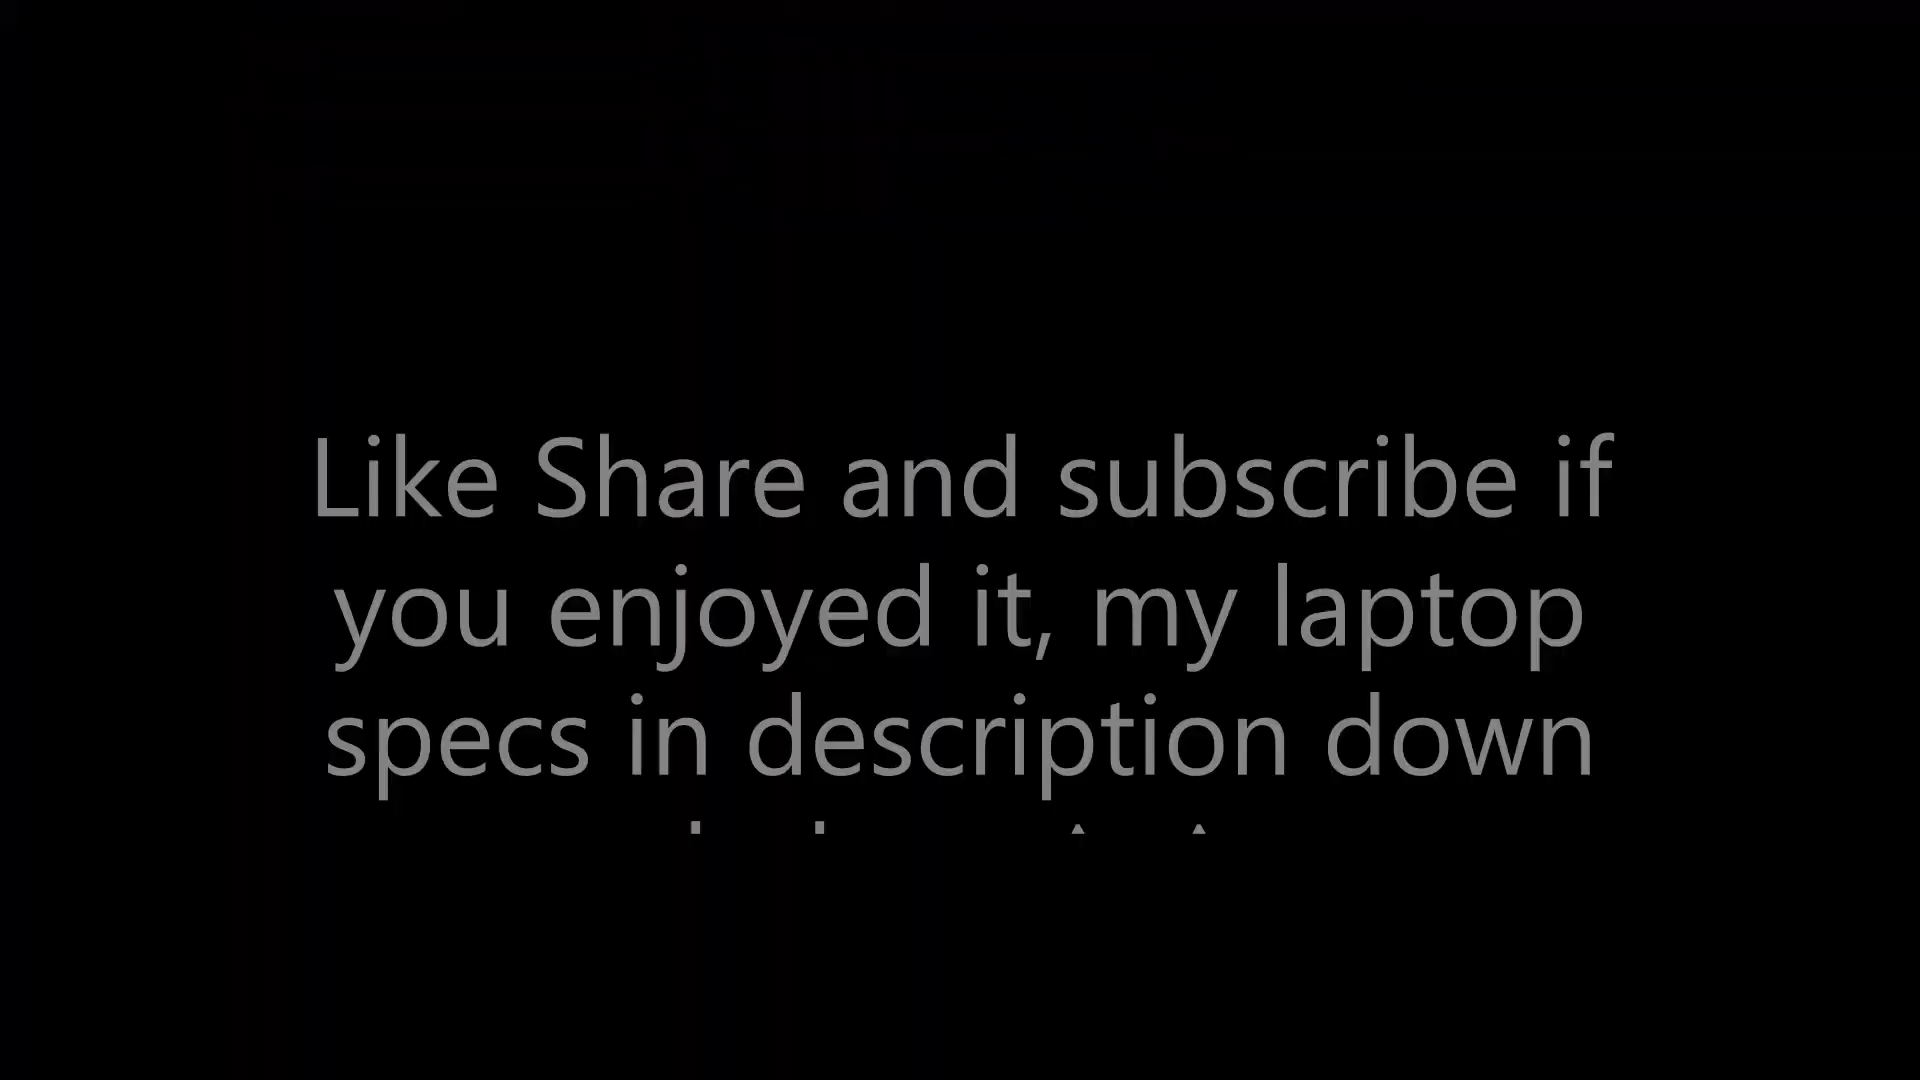 Like Share and subscribe if
you enjoyed it, my laptop
specs in description down